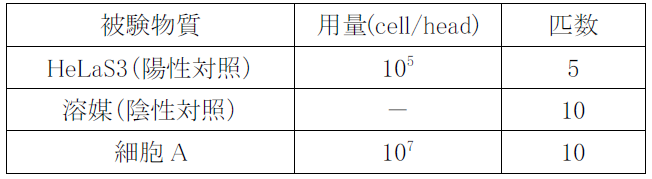 被験物質 用量(cell/head) 匹数
HeLaS3(陽性対照) 10⁵ 5
溶媒(陰性対照) － 10
細胞 A 10⁷ 10